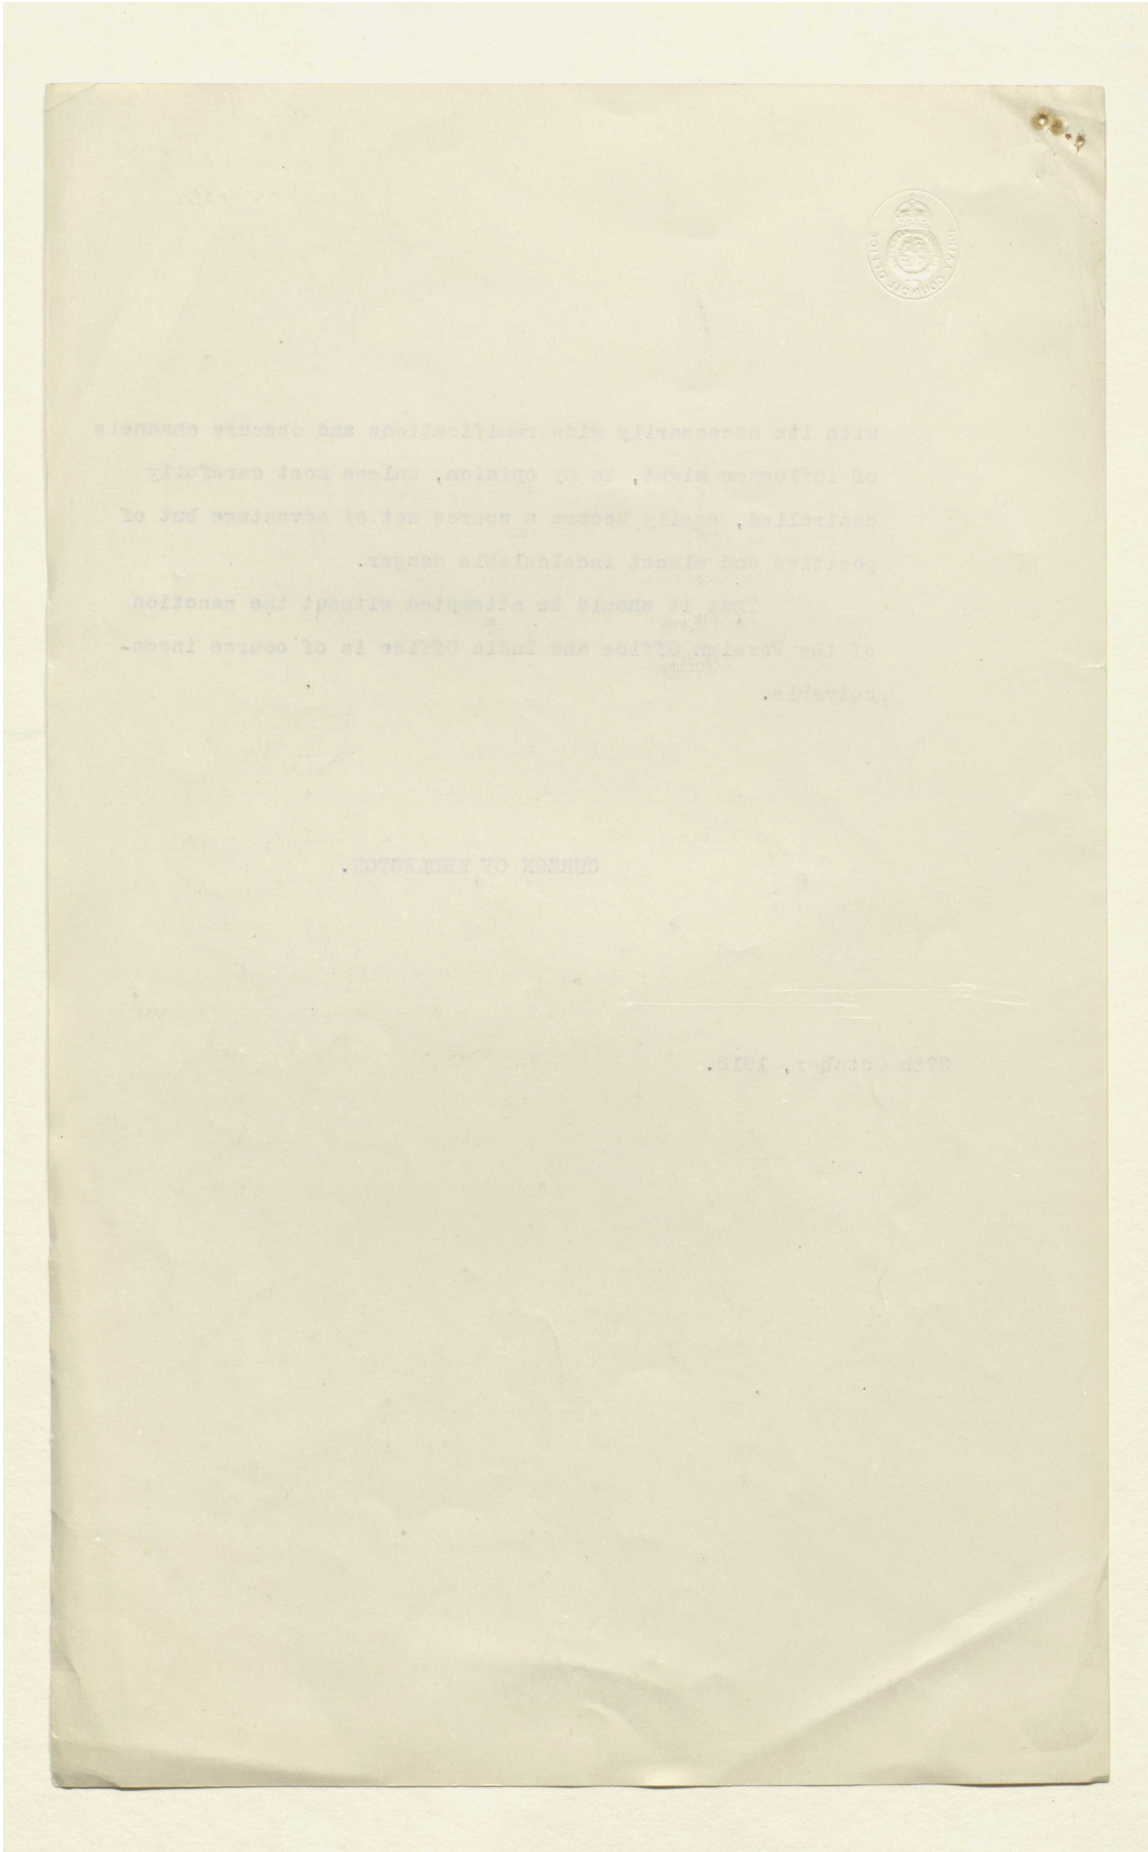 PRIVY COUNCIL OFFICE
with its necessarily wide ramifications and obscure channels
of influence might, in my opinion, unless most carefully
controlled, easily become a source not of advantage but of
positive and almost incalculable danger.
That it should be attempted without the sanction
of the Foreign Office and India Office is of course incon-
ceivable.
CURZON OF KEDLESTON.
27th October, 1918.